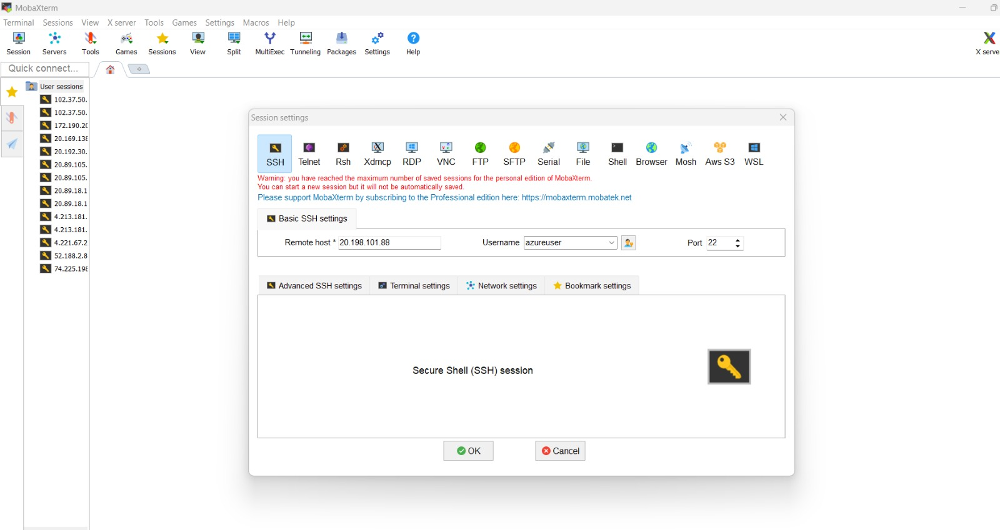 MobaXterm
Terminal Sessions View X server Tools Games Settings Macros Help
Session Servers Tools Games Sessions View Split MultiExec Tunneling Packages Settings Help X serve
Quick connect...
User sessions
102.37.50.
102.37.50.
172.190.20
20.169.138
20.192.30.
20.89.105.
20.89.105.
20.89.18.1
20.89.18.1
4.213.181.
4.213.181.
4.221.67.2
52.188.2.8
74.225.198
Session settings
SSH Telnet Rsh Xdmcp RDP VNC FTP SFTP Serial File Shell Browser Mosh Aws S3 WSL
Warning: you have reached the maximum number of saved sessions for the personal edition of MobaXterm.
You can start a new session but it will not be automatically saved.
Please support MobaXterm by subscribing to the Professional edition here: https://mobaxterm.mobatek.net
Basic SSH settings
Remote host * 20.198.101.88 Username azureuser Port 22
Advanced SSH settings Terminal settings Network settings Bookmark settings
Secure Shell (SSH) session
OK Cancel